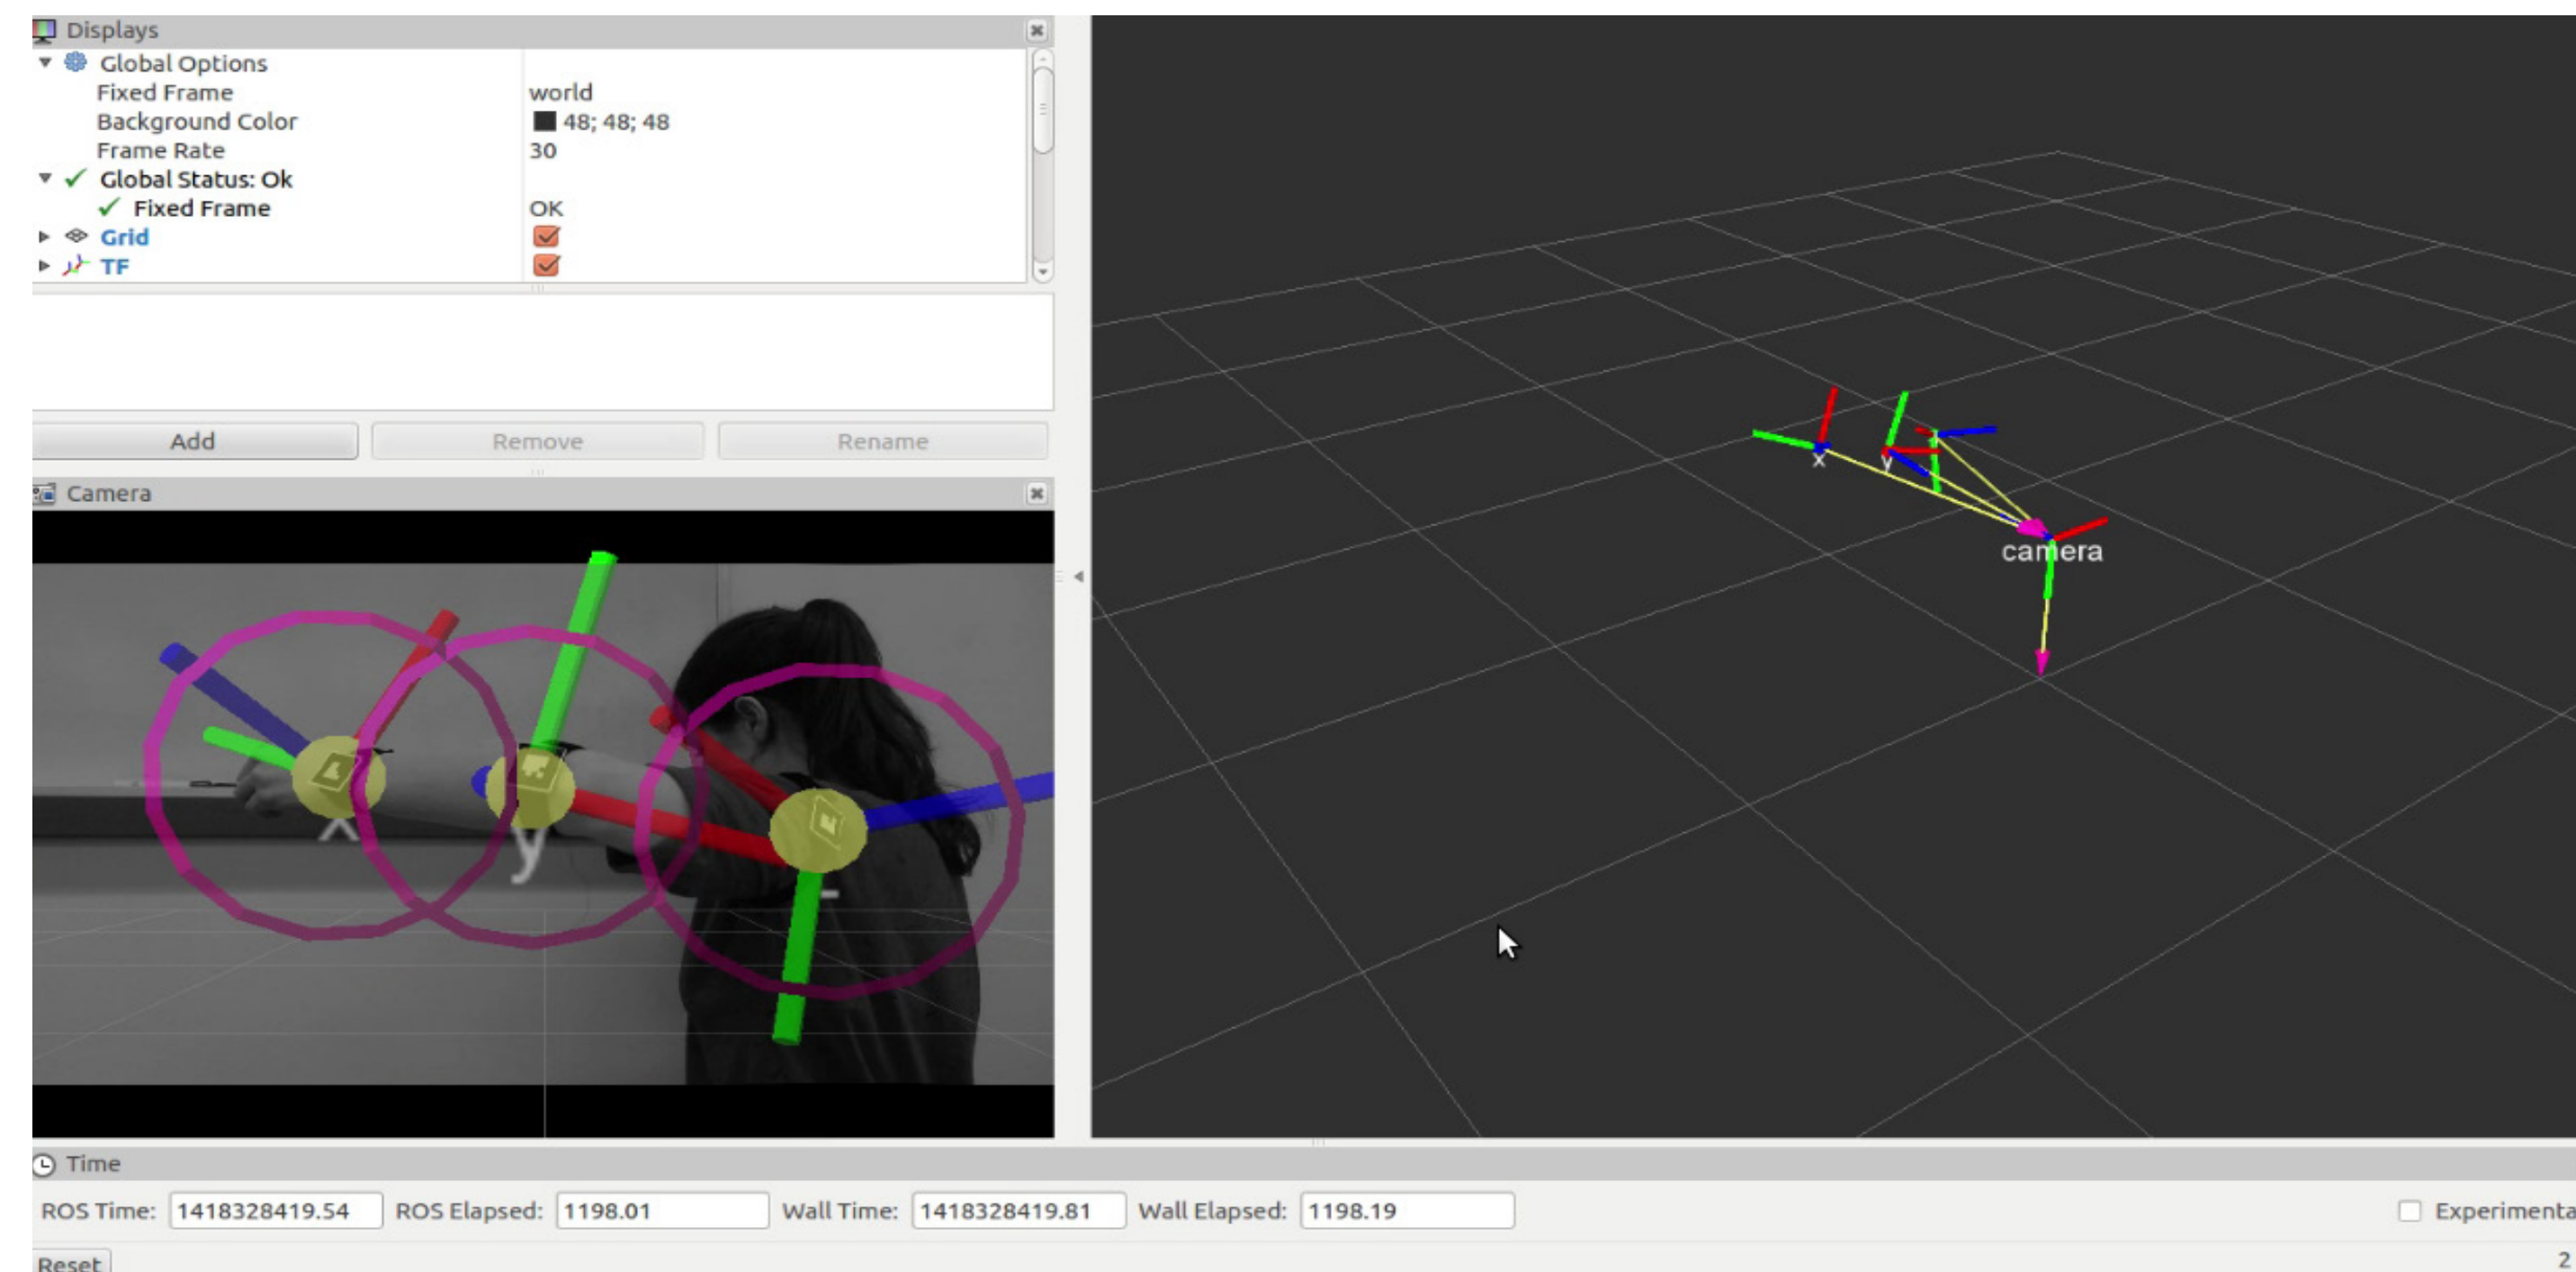 Displays
Global Options
Fixed Frame world
Background Color 48; 48; 48
Frame Rate 30
Global Status: Ok
Fixed Frame OK
Grid
TF
Add Remove Rename
Camera
x
y
x
y
camera
Time
ROS Time: 1418328419.54 ROS Elapsed: 1198.01 Wall Time: 1418328419.81 Wall Elapsed: 1198.19 Experimenta
Reset 2